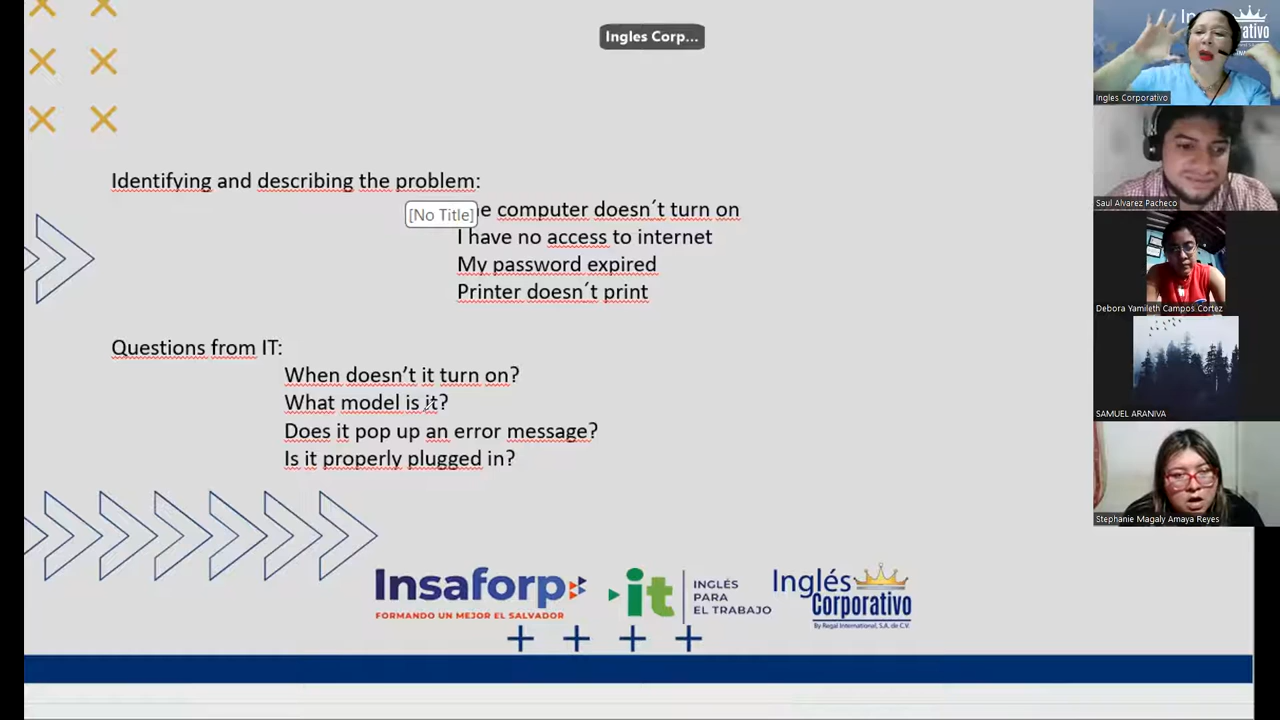 Ingles Corp...
Identifying and describing the problem:
[No Title]
e computer doesn´t turn on
I have no access to internet
My password expired
Printer doesn´t print
Questions from IT:
When doesn't it turn on?
What model is it?
Does it pop up an error message?
Is it properly plugged in?
Insaforp
FORMANDO UN MEJOR EL SALVADOR
it
INGLÉS
PARA
EL TRABAJO
Inglés
Corporativo
By Regal International, S.A. de C.V.
Ingles Corporativo
Saul Alvarez Pacheco
Debora Yamileth Campos Cortez
SAMUEL ARANIVA
Stephanie Magaly Amaya Reyes